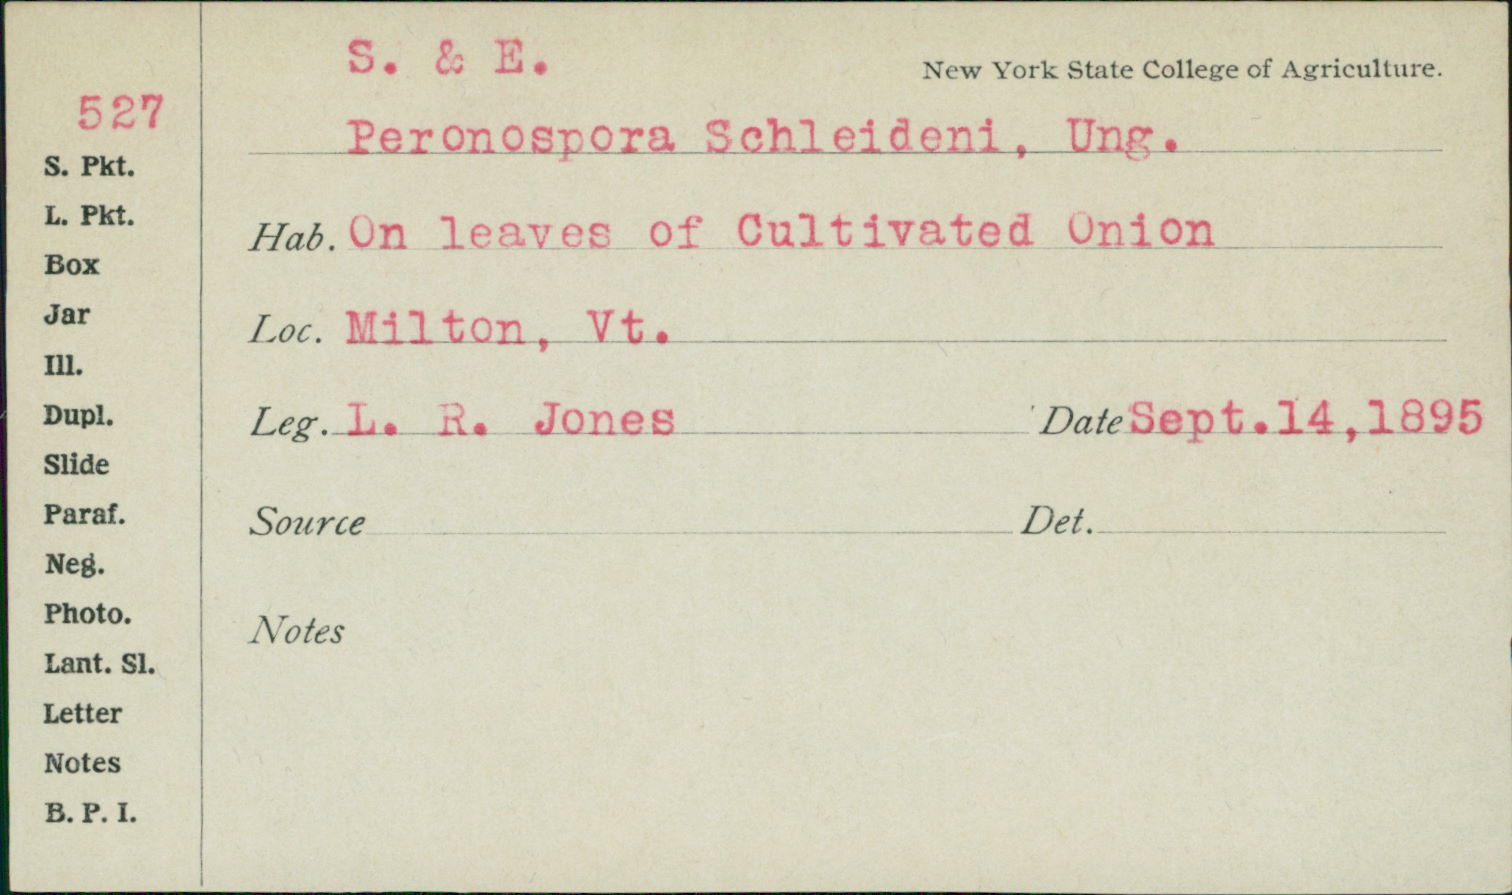 S. & E.
New York State College of Agriculture.
527
Peronospora Schleideni, Ung.
S. Pkt.
L. Pkt.
Box
Jar
Ill.
Dupl.
Slide
Paraf.
Neg.
Photo.
Lant. Sl.
Letter
Notes
B. P. I.
Hab. On leaves of Cultivated Onion
Loc. Milton, Vt.
Leg. L. R. Jones Date Sept.14,1895
Source Det.
Notes